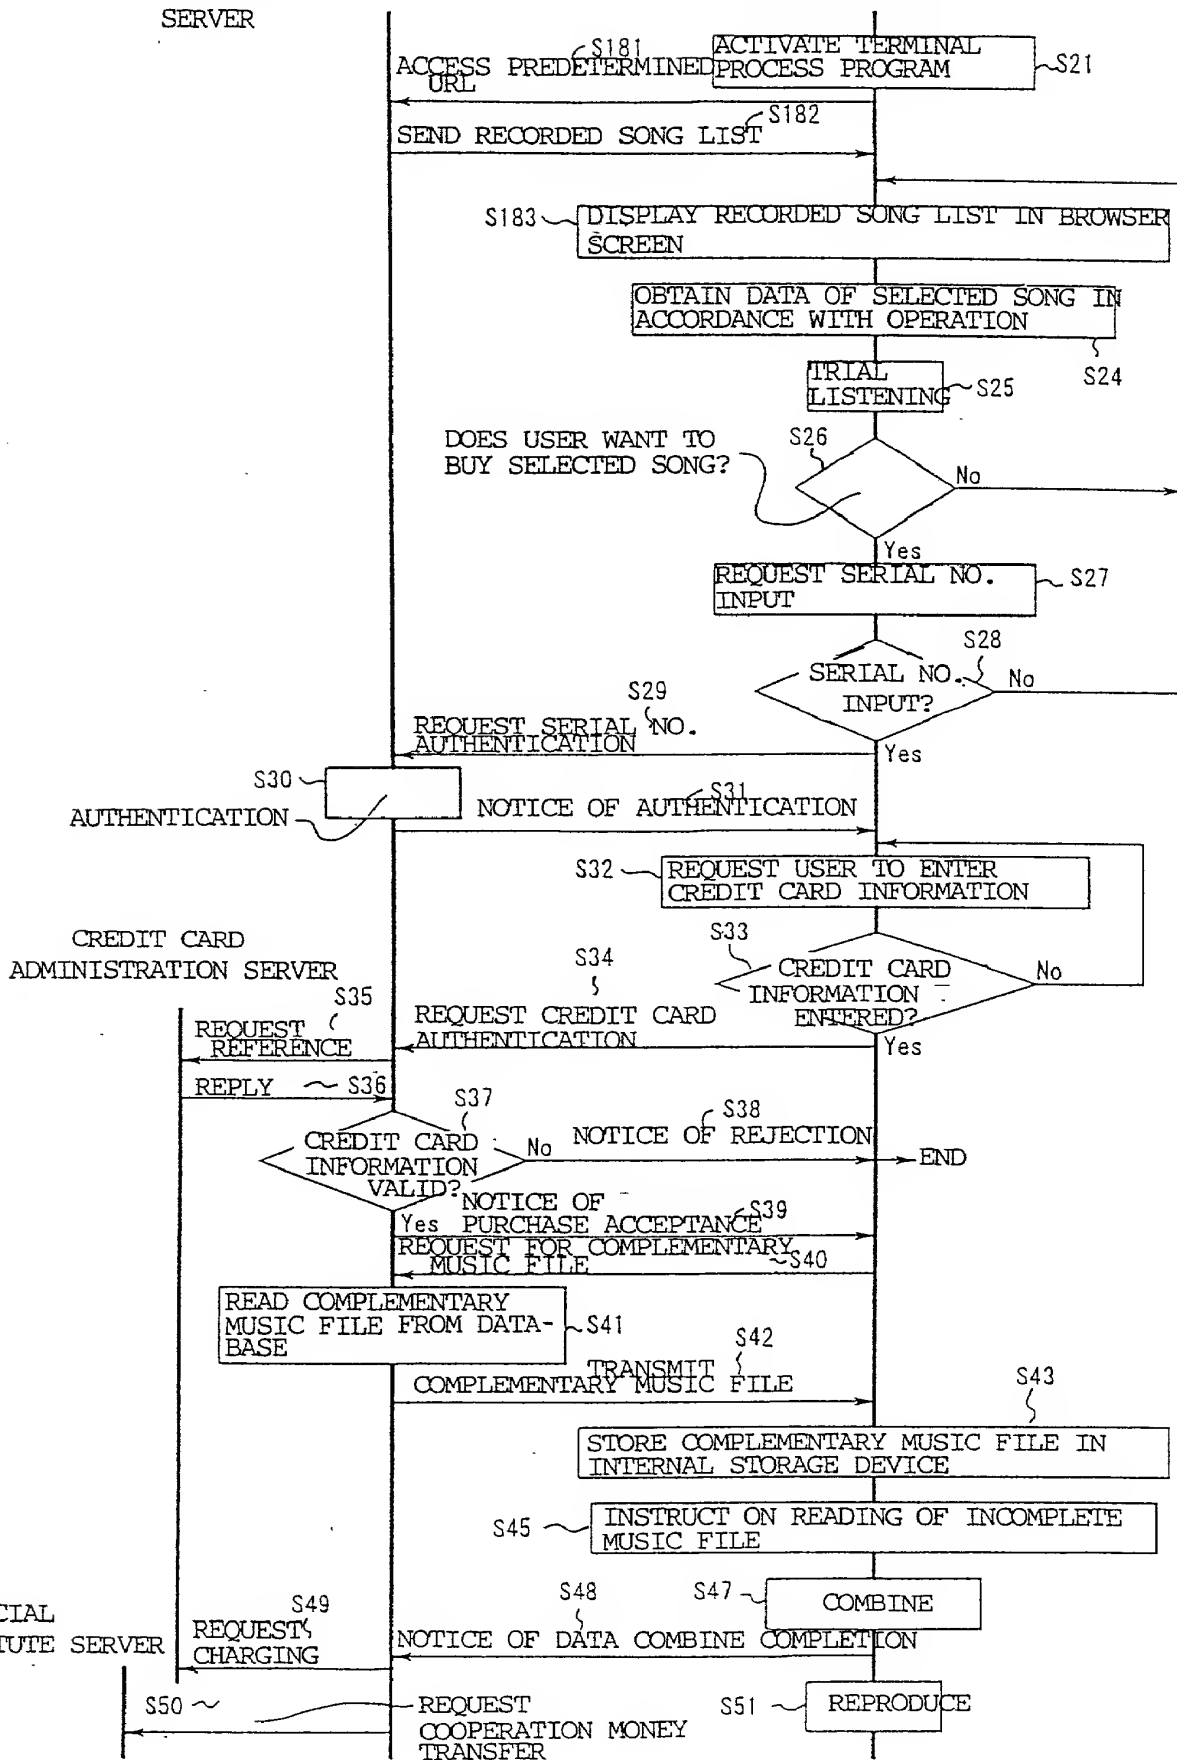 SERVER
S181
ACTIVATE TERMINAL
PROCESS PROGRAM
S21
ACCESS PREDETERMINED
URL
S182
SEND RECORDED SONG LIST
S183
DISPLAY RECORDED SONG LIST IN BROWSER
SCREEN
OBTAIN DATA OF SELECTED SONG IN
ACCORDANCE WITH OPERATION
S24
TRIAL
LISTENING
S25
S26
DOES USER WANT TO
BUY SELECTED SONG?
No
Yes
REQUEST SERIAL NO.
INPUT
S27
S28
SERIAL NO.
INPUT?
No
Yes
S29
REQUEST SERIAL NO.
AUTHENTICATION
S30
AUTHENTICATION
S31
NOTICE OF AUTHENTICATION
S32
REQUEST USER TO ENTER
CREDIT CARD INFORMATION
CREDIT CARD
ADMINISTRATION SERVER
S33
CREDIT CARD
INFORMATION
ENTERED?
No
Yes
S34
REQUEST CREDIT CARD
AUTHENTICATION
S35
REQUEST
REFERENCE
REPLY
S36
S37
CREDIT CARD
INFORMATION
VALID?
No
S38
NOTICE OF REJECTION
END
Yes
NOTICE OF
PURCHASE ACCEPTANCE
S39
REQUEST FOR COMPLEMENTARY
MUSIC FILE
S40
READ COMPLEMENTARY
MUSIC FILE FROM DATA-
BASE
S41
S42
TRANSMIT
COMPLEMENTARY MUSIC FILE
S43
STORE COMPLEMENTARY MUSIC FILE IN
INTERNAL STORAGE DEVICE
S45
INSTRUCT ON READING OF INCOMPLETE
MUSIC FILE
S47
COMBINE
S48
NOTICE OF DATA COMBINE COMPLETION
CIAL
TUTE SERVER
S49
REQUEST
CHARGING
S50
REQUEST
COOPERATION MONEY
TRANSFER
S51
REPRODUCE